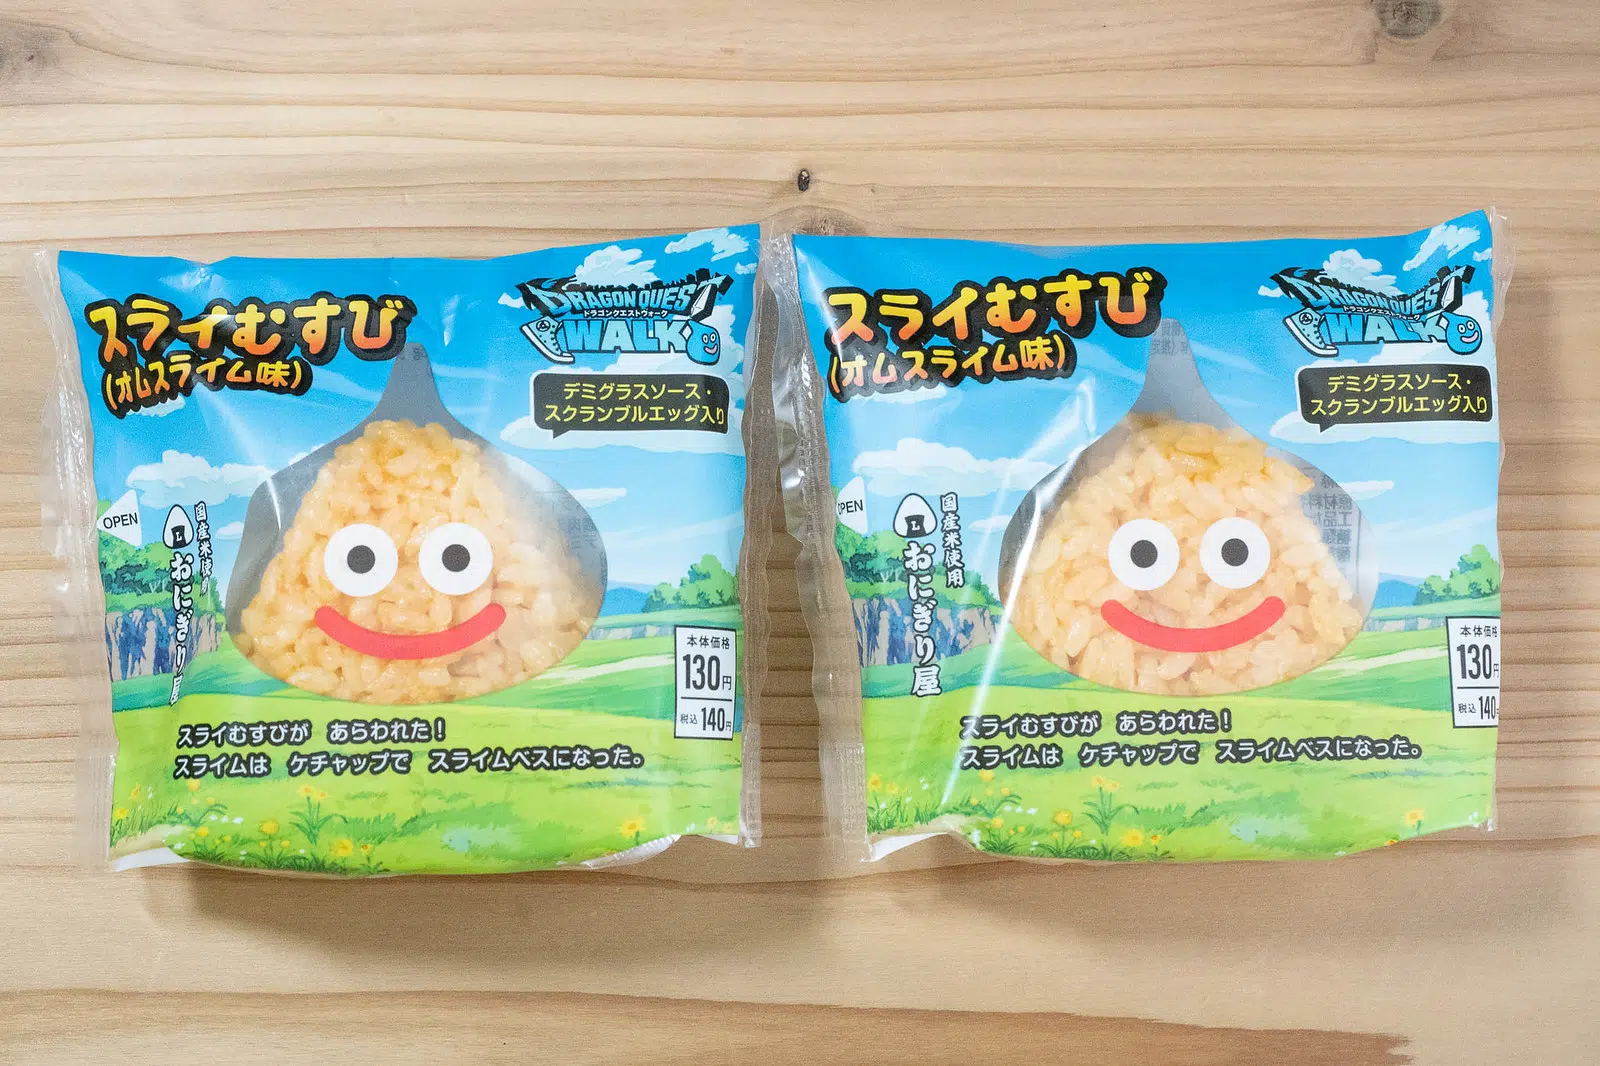 スライむすび
(オムスライム味)
DRAGON QUEST
ドラゴンクエストウォーク
WALK
デミグラスソース・
スクランブルエッグ入り
OPEN
国産米使用
L
おにぎり屋
本体価格
130円
税込140円
スライむすびが あらわれた!
スライムは ケチャップで スライムベスになった。
スライむすび
(オムスライム味)
DRAGON QUEST
ドラゴンクエストウォーク
WALK
デミグラスソース・
スクランブルエッグ入り
OPEN
国産米使用
L
おにぎり屋
原材料
本体価格
130円
税込140円
スライむすびが あらわれた!
スライムは ケチャップで スライムベスになった。